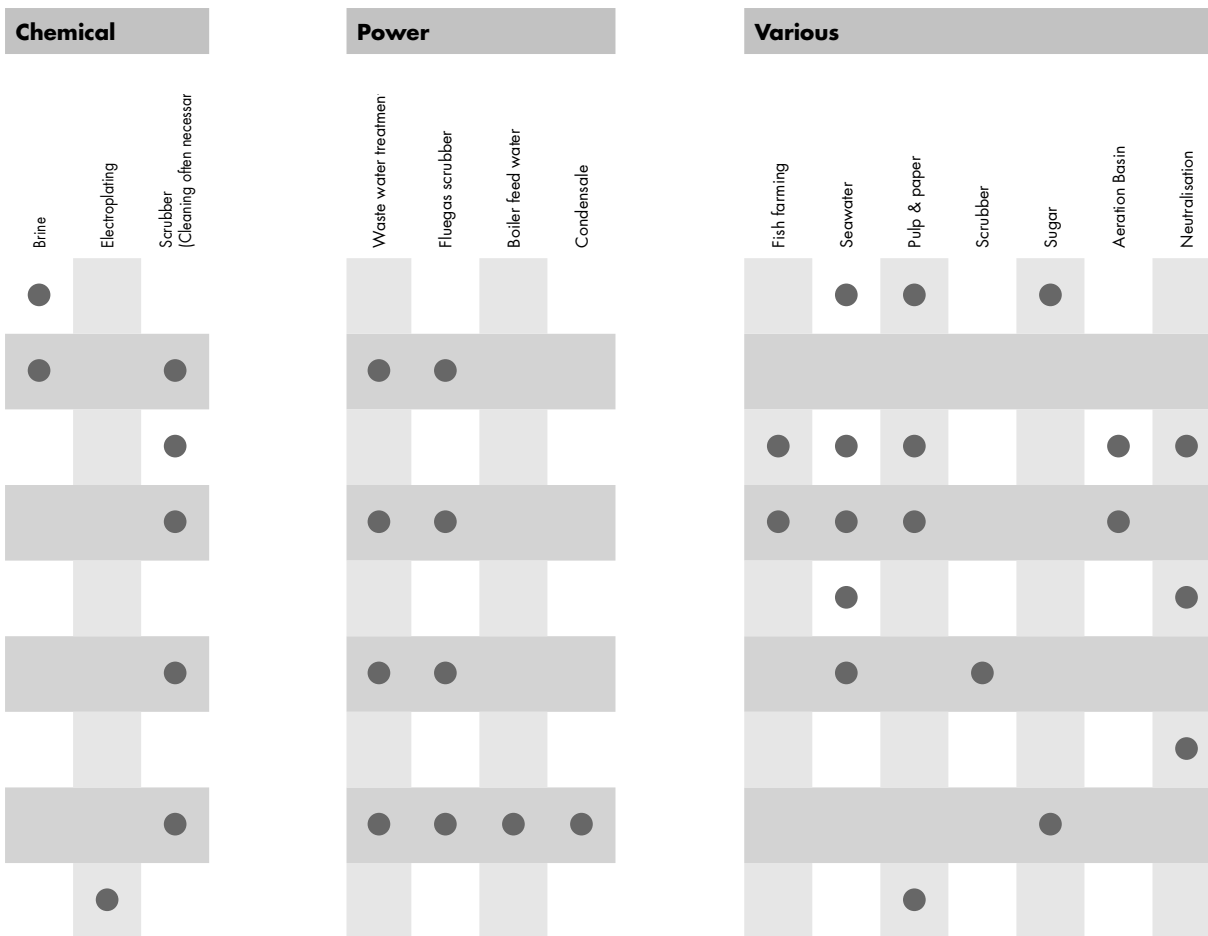 Chemical
Power
Various
Brine
Electroplating
Scrubber
(Cleaning often necessar
Waste water treatmen
Fluegas scrubber
Boiler feed water
Condensale
Fish farming
Seawater
Pulp & paper
Scrubber
Sugar
Aeration Basin
Neutralisation